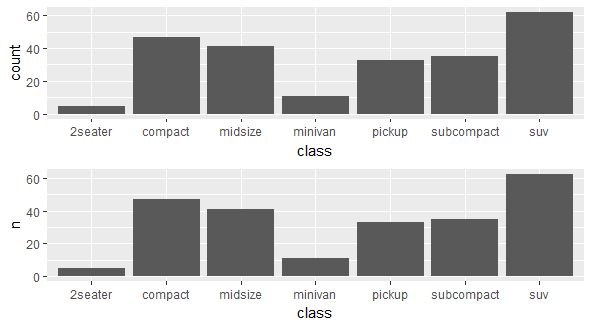 60
40
20
0
count
2seater compact midsize minivan pickup subcompact suv
class
60
40
20
0
n
2seater compact midsize minivan pickup subcompact suv
class